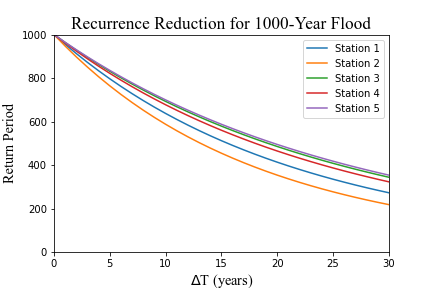 Recurrence Reduction for 1000-Year Flood
1000
800
600
400
200
0
Return Period
Station 1
Station 2
Station 3
Station 4
Station 5
0 5 10 15 20 25 30
ΔT (years)